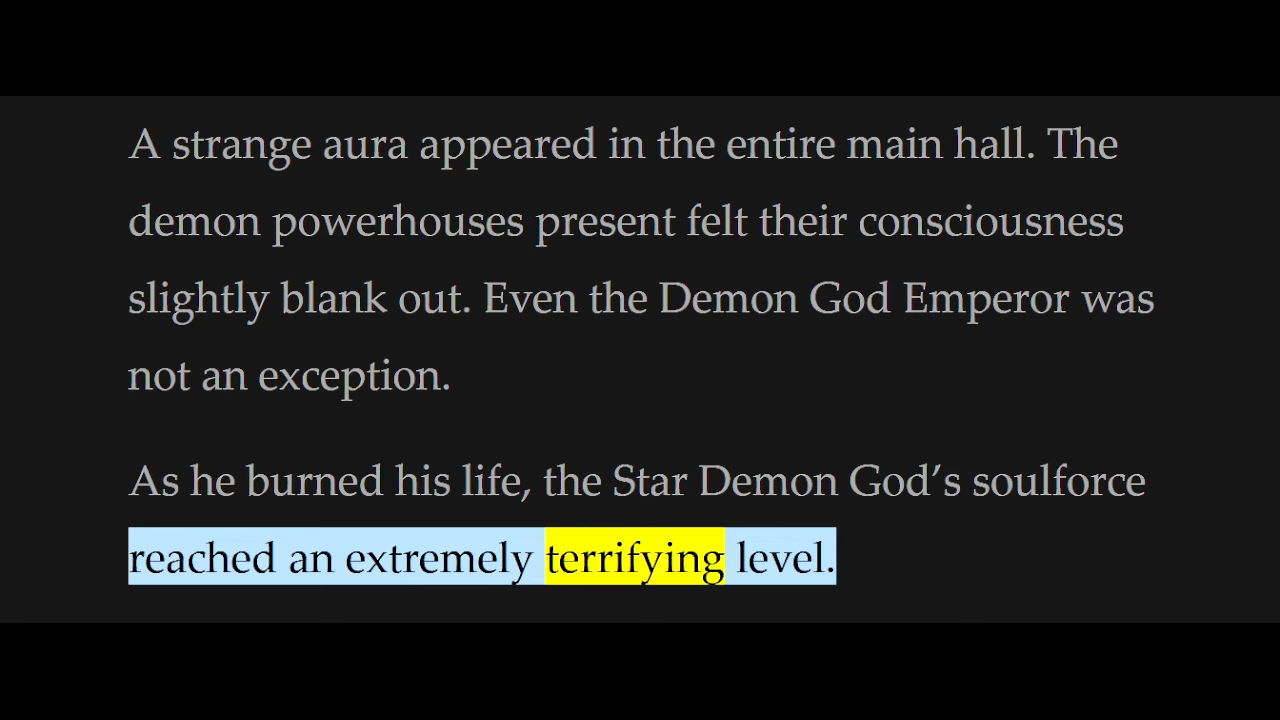 A strange aura appeared in the entire main hall. The
demon powerhouses present felt their consciousness
slightly blank out. Even the Demon God Emperor was
not an exception.
As he burned his life, the Star Demon God’s soulforce
reached an extremely terrifying level.